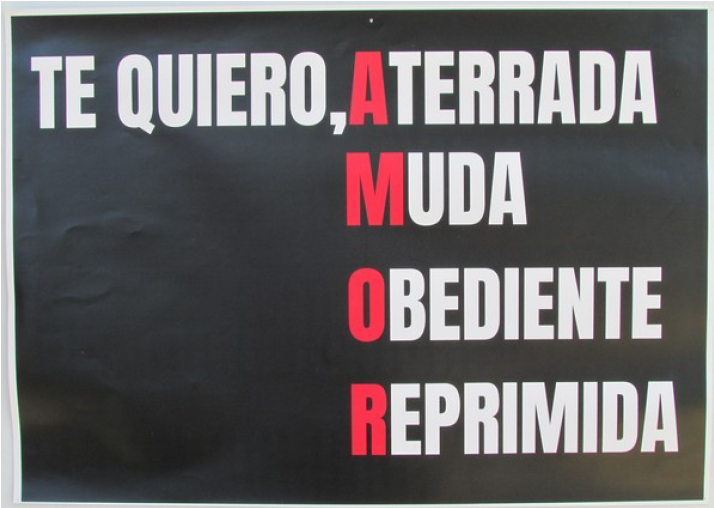 TE QUIERO,ATERRADA
MUDA
OBEDIENTE
REPRIMIDA